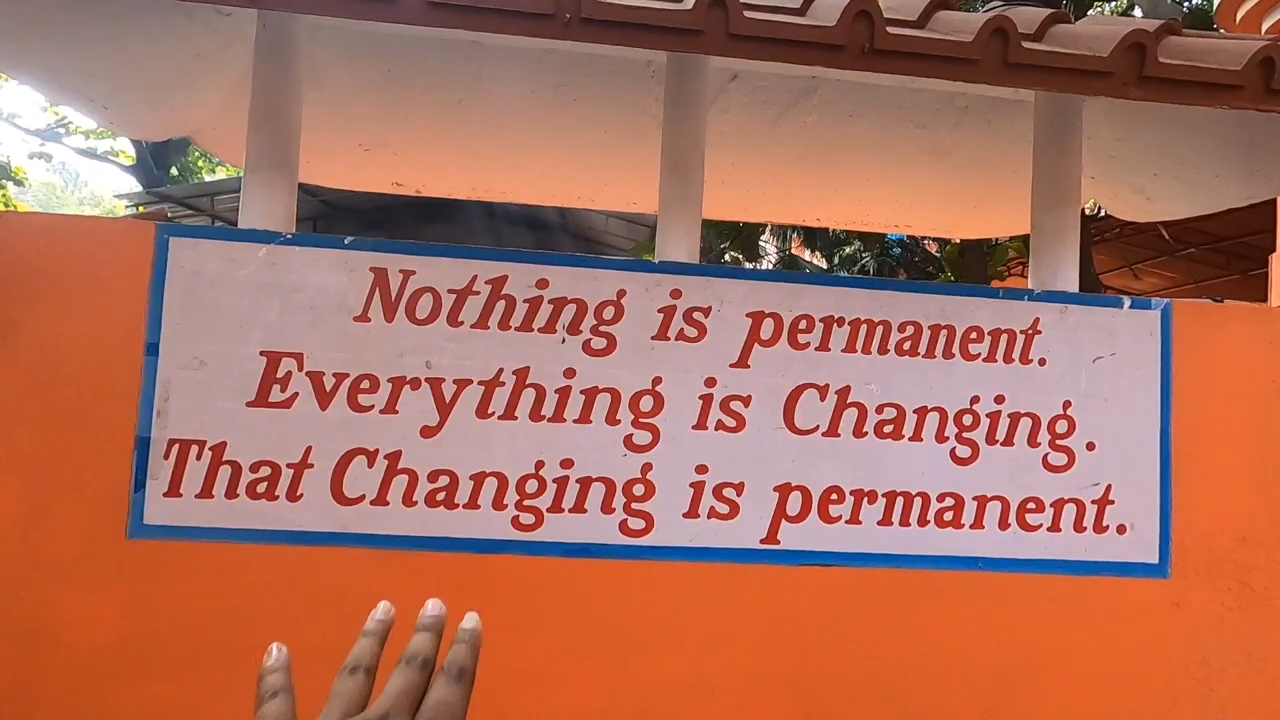 Nothing is permanent.
Everything is Changing.
That Changing is permanent.